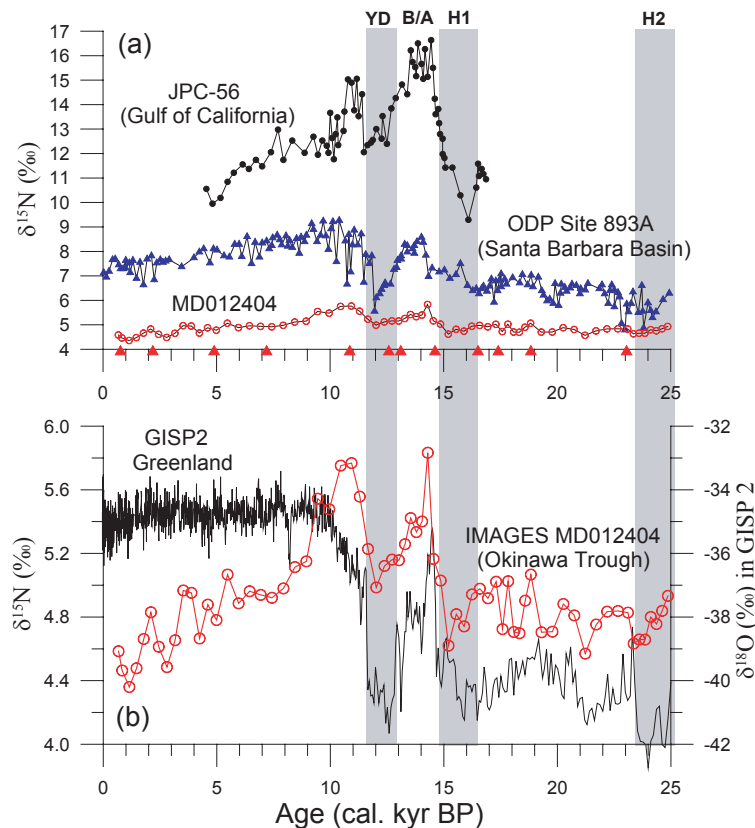 YD B/A H1 H2
(a)
17
16
15
14
13
12
11
10
9
8
7
6
5
4
δ15N (‰)
JPC-56
(Gulf of California)
ODP Site 893A
(Santa Barbara Basin)
MD012404
0 5 10 15 20 25
6.0
5.6
5.2
4.8
4.4
4.0
δ15N (‰)
GISP2
Greenland
IMAGES MD012404
(Okinawa Trough)
(b)
-32
-34
-36
-38
-40
-42
δ18O (‰) in GISP 2
0 5 10 15 20 25
Age (cal. kyr BP)